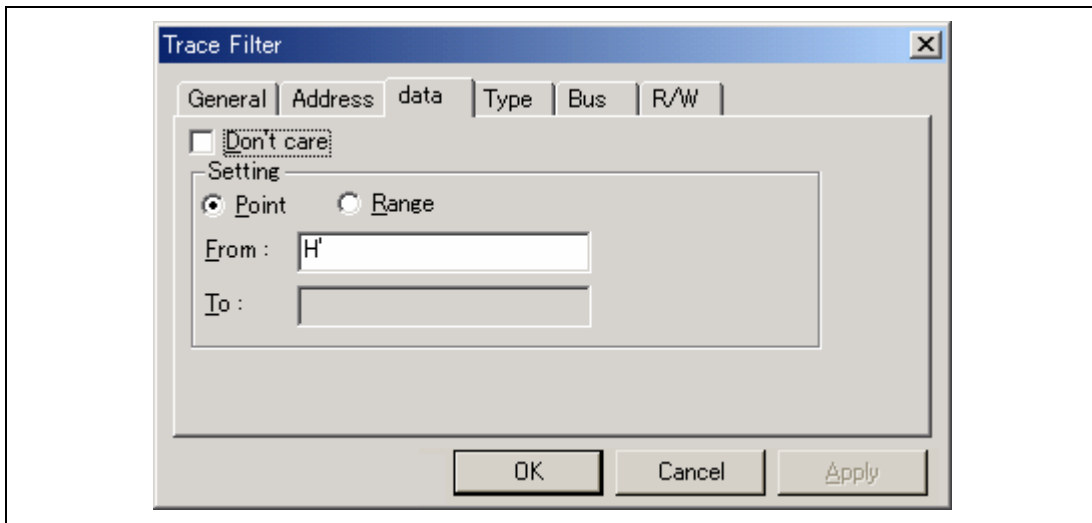 Trace Filter
General Address data Type Bus R/W
Don't care
Setting
Point Range
From : H'
To :
OK Cancel Apply